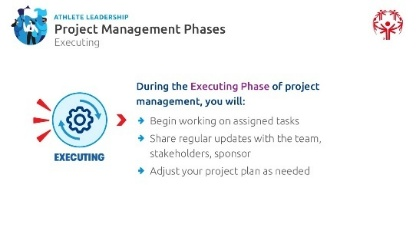 ATHLETE LEADERSHIP
Project Management Phases
Executing
During the Executing Phase of project
management, you will:
Begin working on assigned tasks
Share regular updates with the team,
stakeholders, sponsor
Adjust your project plan as needed
EXECUTING